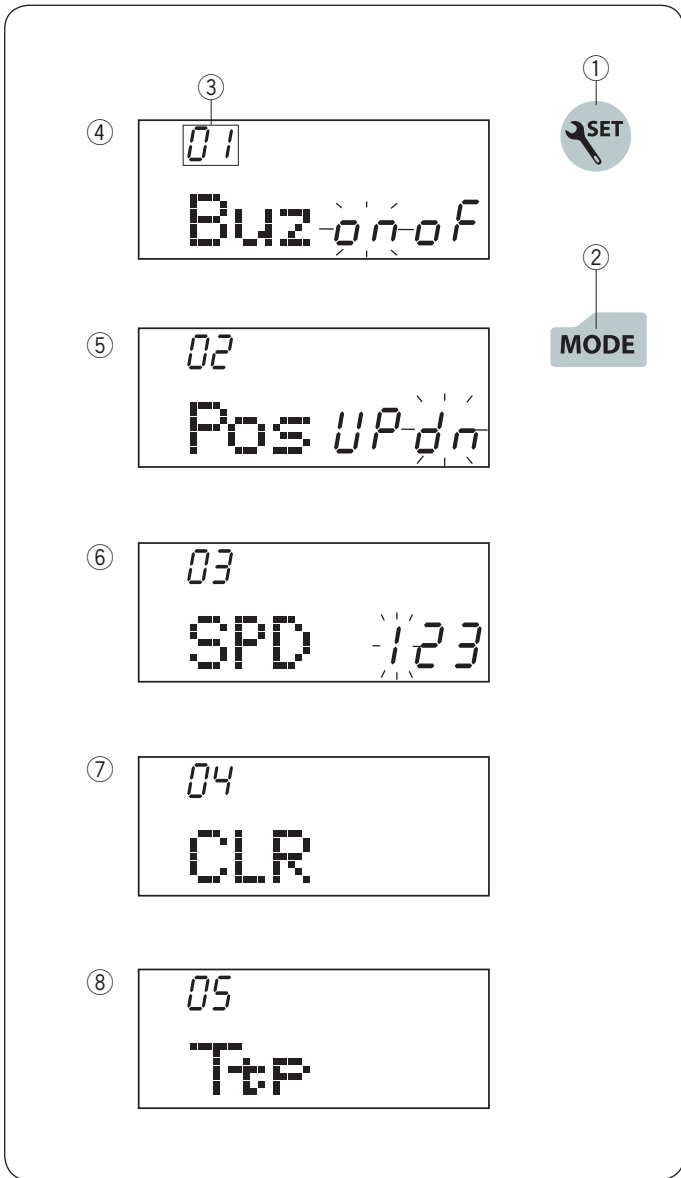 ①
SET
②
MODE
③
④
01
Buz on oF
⑤
02
Pos UP dn
⑥
03
SPD 123
⑦
04
CLR
⑧
05
Ttp